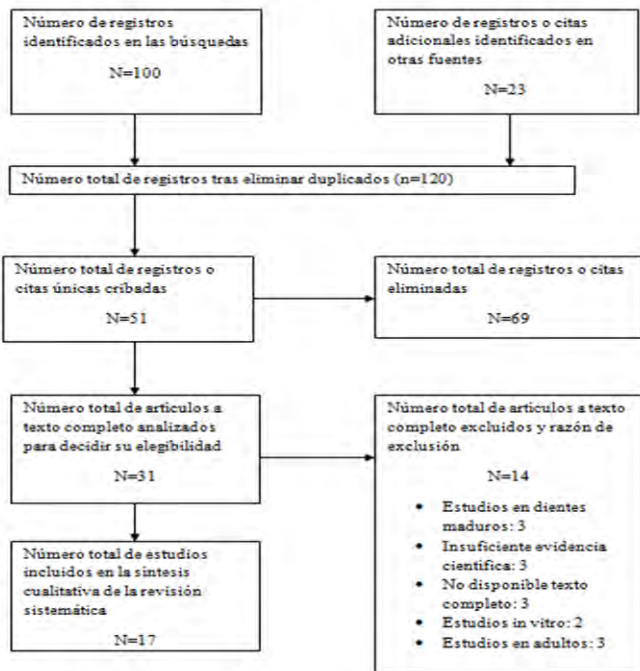 Número de registros
identificados en las búsquedas
N=100
Número de registros o citas
adicionales identificados en
otras fuentes
N=23
Número total de registros tras eliminar duplicados (n=120)
Número total de registros o
citas únicas cribadas
N=51
Número total de registros o citas
eliminadas
N=69
Número total de artículos a
texto completo analizados
para decidir su elegibilidad
N=31
Número total de artículos a texto
completo excluidos y razón de
exclusión
N=14
• Estudios en dientes
maduros: 3
• Insuficiente evidencia
científica: 3
• No disponible texto
completo: 3
• Estudios in vitro: 2
• Estudios en adultos: 3
Número total de estudios
incluidos en la síntesis
cualitativa de la revisión
sistemática
N=17